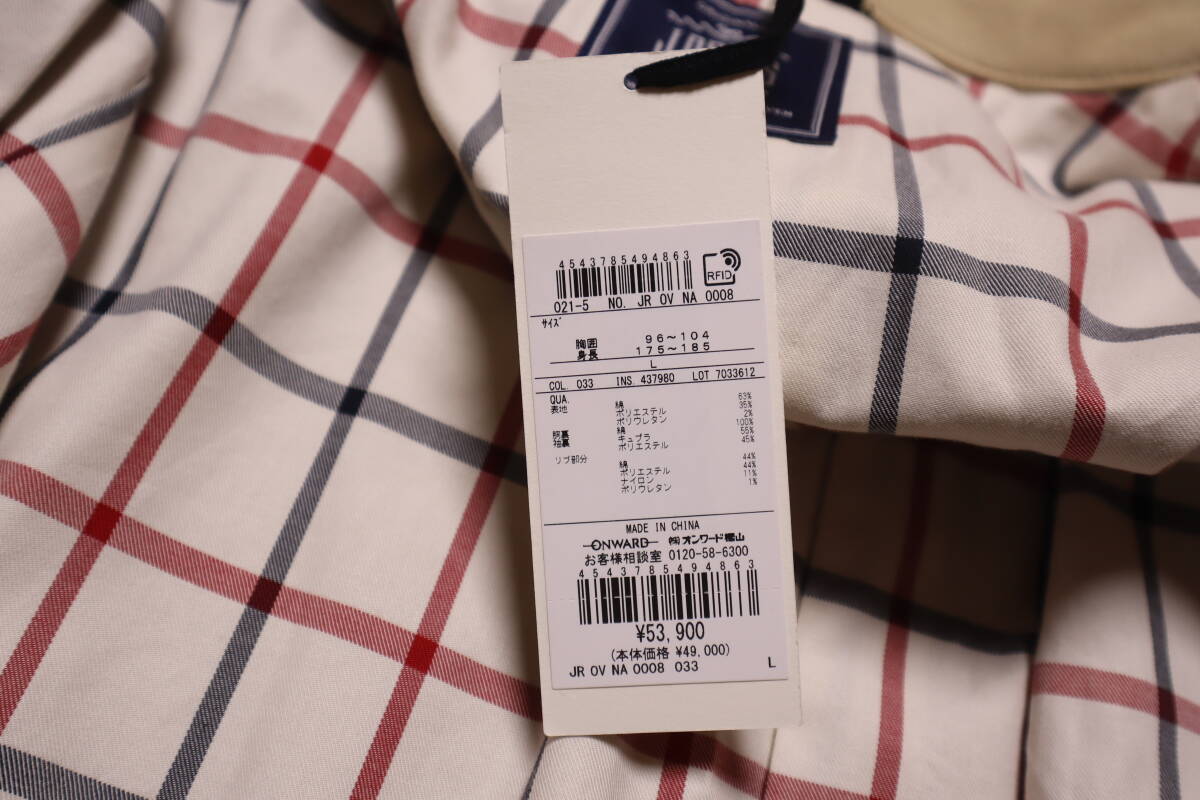 4543785494863
RFID
021-5 NO. JR OV NA 0008
ｻｲｽﾞ
胸囲 96～104
身長 175～185
L
COL. 033 INS 437980 LOT 7033612
QUA.
表地 綿 63%
ポリエステル 35%
ポリウレタン 2%
胴裏 綿 100%
袖裏 キュプラ 55%
ポリエステル 45%
リブ部分
綿 44%
ポリエステル 44%
ナイロン 11%
ポリウレタン 1%
MADE IN CHINA
ONWARD ㈱オンワード樫山
お客様相談室 0120-58-6300
4543785494863
¥53,900
(本体価格 ¥49,000)
JR OV NA 0008 033 L